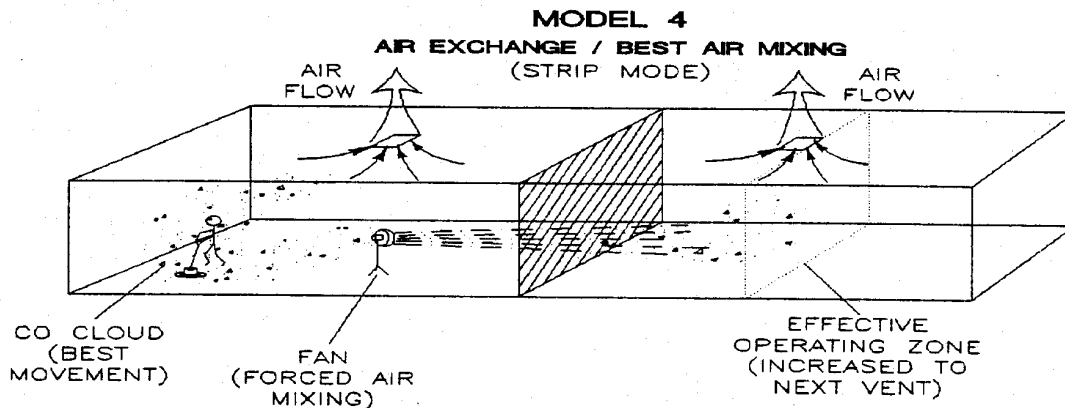 MODEL 4
AIR EXCHANGE / BEST AIR MIXING
(STRIP MODE)
AIR
FLOW
AIR
FLOW
CO CLOUD
(BEST
MOVEMENT)
FAN
(FORCED AIR
MIXING)
EFFECTIVE
OPERATING ZONE
(INCREASED TO
NEXT VENT)